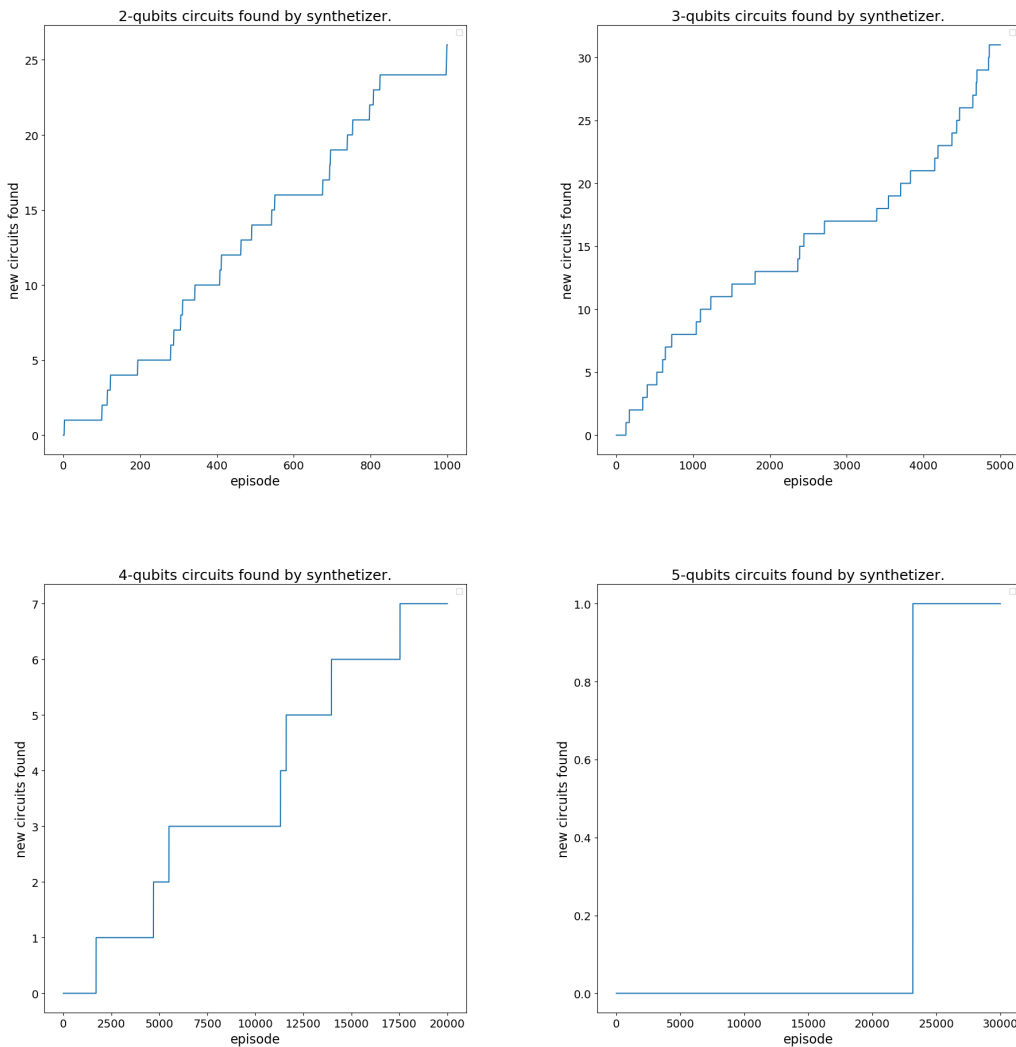 2-qubits circuits found by synthetizer.
new circuits found
25
20
15
10
5
0
0 200 400 600 800 1000
episode
3-qubits circuits found by synthetizer.
new circuits found
30
25
20
15
10
5
0
0 1000 2000 3000 4000 5000
episode
4-qubits circuits found by synthetizer.
new circuits found
7
6
5
4
3
2
1
0
0 2500 5000 7500 10000 12500 15000 17500 20000
episode
5-qubits circuits found by synthetizer.
new circuits found
1.0
0.8
0.6
0.4
0.2
0.0
0 5000 10000 15000 20000 25000 30000
episode